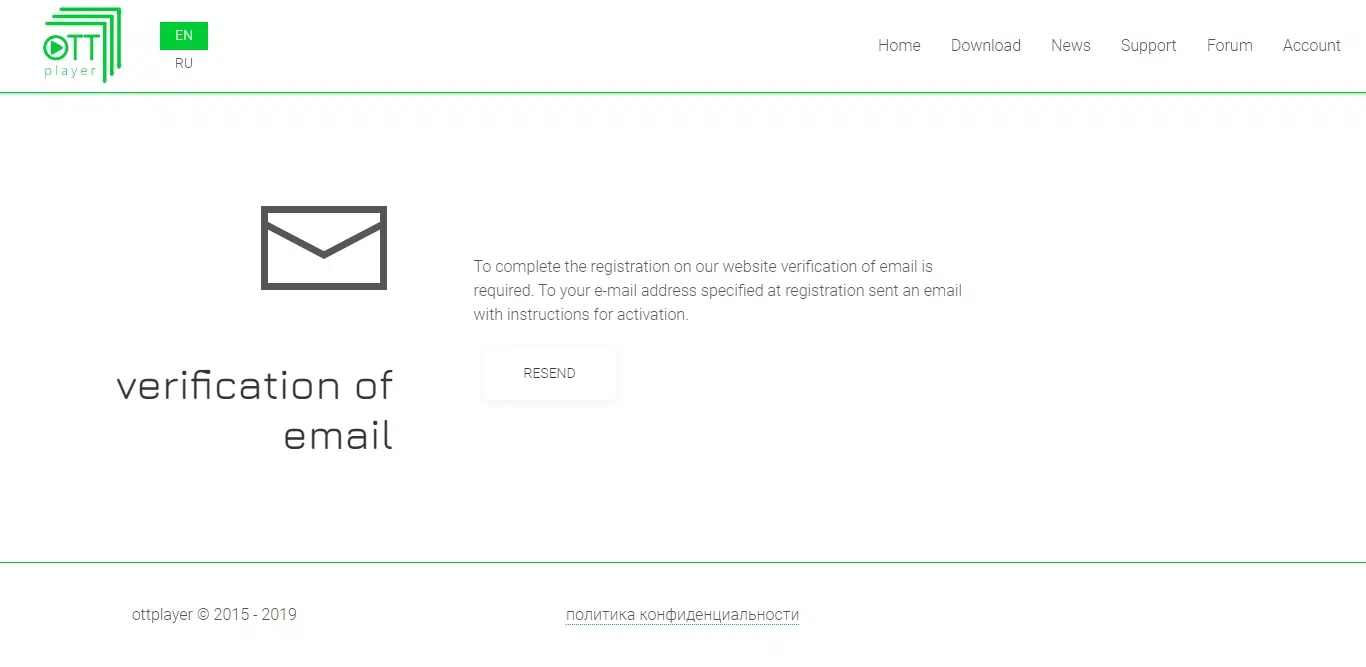 OTT
player
EN
RU
Home Download News Support Forum Account
To complete the registration on our website verification of email is
required. To your e-mail address specified at registration sent an email
with instructions for activation.
RESEND
verification of
email
ottplayer © 2015 - 2019
политика конфиденциальности